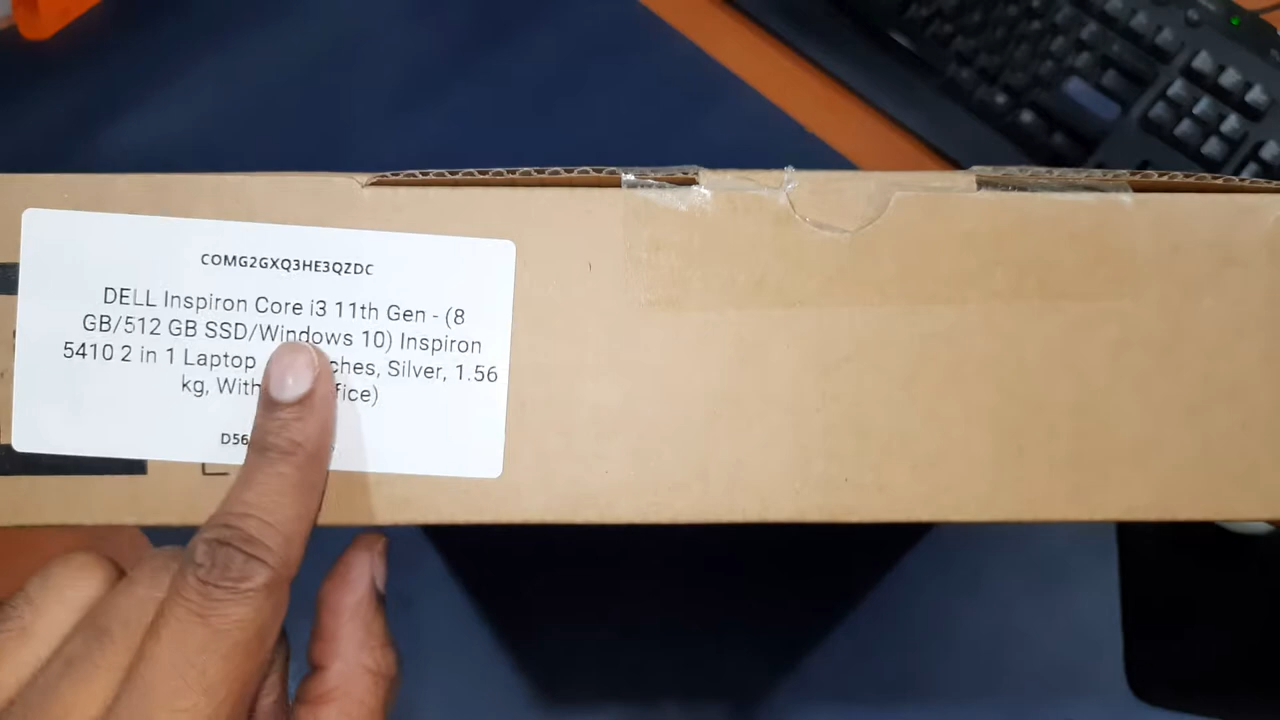 COMG2GXQ3HE3QZDC
DELL Inspiron Core i3 11th Gen - (8
GB/512 GB SSD/Windows 10) Inspiron
5410 2 in 1 Laptop ches, Silver, 1.56
kg, With fice)
D56